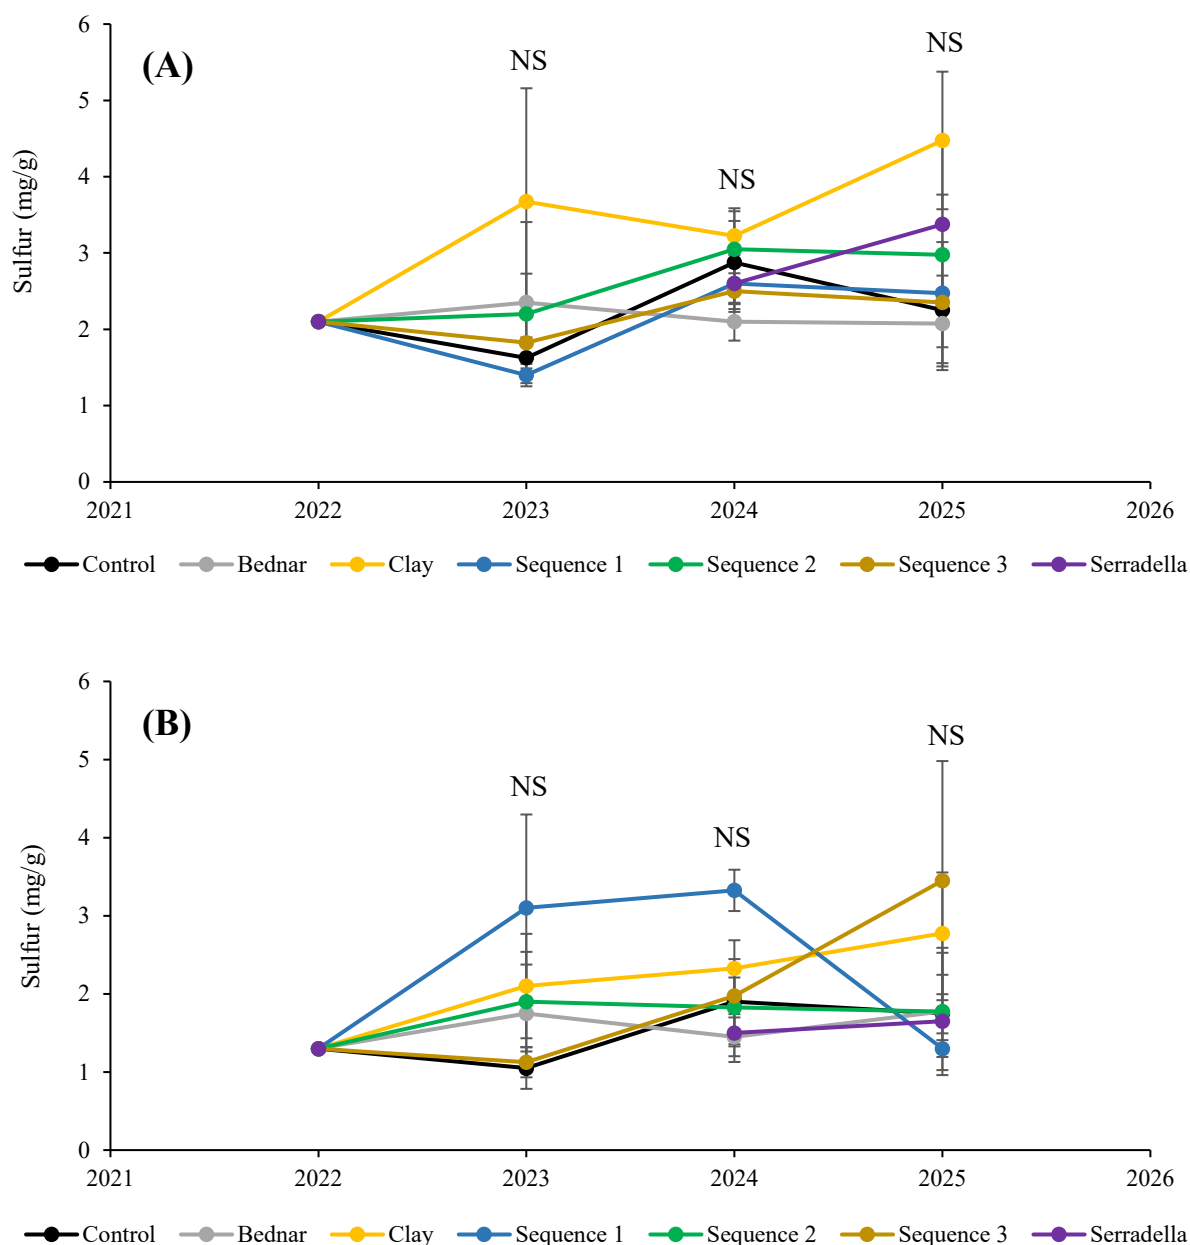 (A)
NS
NS
NS
Sulfur (mg/g)
6
5
4
3
2
1
0
2021 2022 2023 2024 2025 2026
Control Bednar Clay Sequence 1 Sequence 2 Sequence 3 Serradella
(B)
NS
NS
NS
Sulfur (mg/g)
6
5
4
3
2
1
0
2021 2022 2023 2024 2025 2026
Control Bednar Clay Sequence 1 Sequence 2 Sequence 3 Serradella